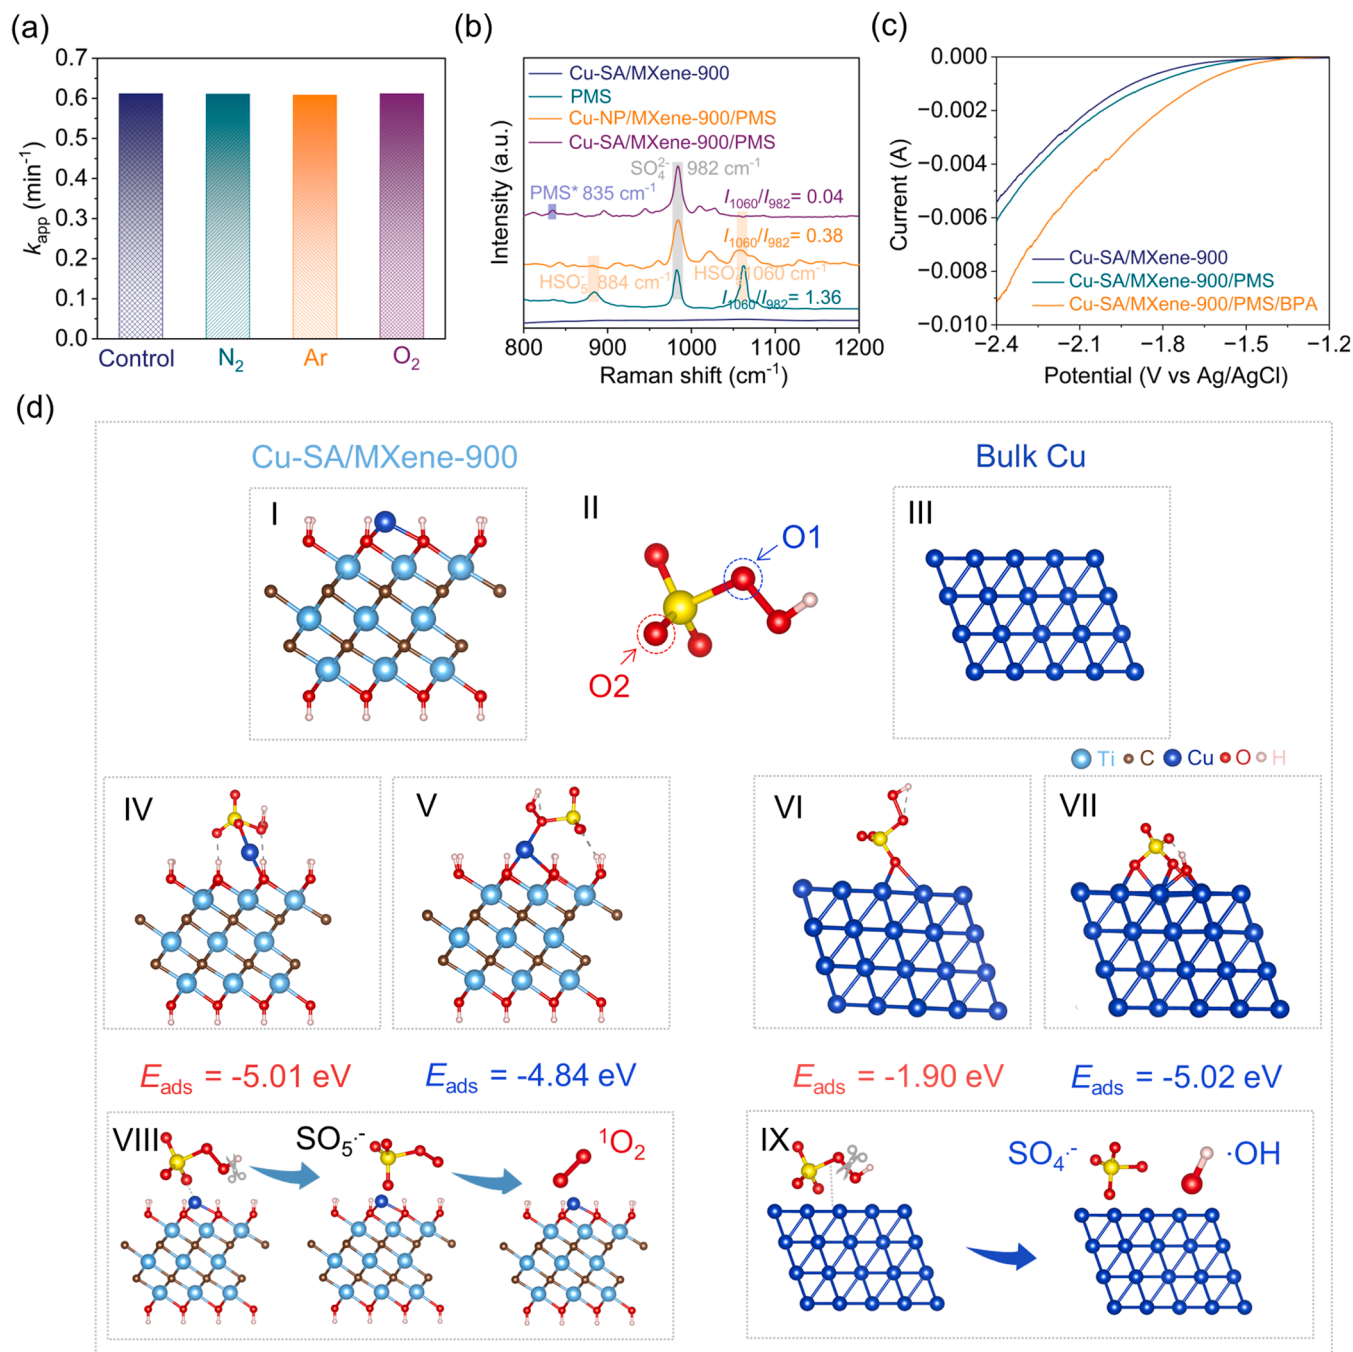 (a)
0.7
0.6
0.5
0.4
0.3
0.2
0.1
0.0
k_app (min⁻¹)
Control
N₂
Ar
O₂
(b)
Intensity (a.u.)
Cu-SA/MXene-900
PMS
Cu-NP/MXene-900/PMS
Cu-SA/MXene-900/PMS
SO₄²⁻ 982 cm⁻¹
PMS* 835 cm⁻¹
I₁₀₆₀/I₉₈₂= 0.04
I₁₀₆₀/I₉₈₂= 0.38
HSO₅⁻ 884 cm⁻¹
HSO 1060 cm⁻¹
I₁₀₆₀/I₉₈₂= 1.36
800
900
1000
1100
1200
Raman shift (cm⁻¹)
(c)
0.000
−0.002
−0.004
−0.006
−0.008
−0.010
Current (A)
Cu-SA/MXene-900
Cu-SA/MXene-900/PMS
Cu-SA/MXene-900/PMS/BPA
−2.4
−2.1
−1.8
−1.5
−1.2
Potential (V vs Ag/AgCl)
(d)
Cu-SA/MXene-900
Bulk Cu
I
II
O1
O2
III
Ti C Cu O H
IV
V
VI
VII
E_ads = -5.01 eV
E_ads = -4.84 eV
E_ads = -1.90 eV
E_ads = -5.02 eV
VIII
SO₅·⁻
¹O₂
IX
SO₄·⁻
·OH